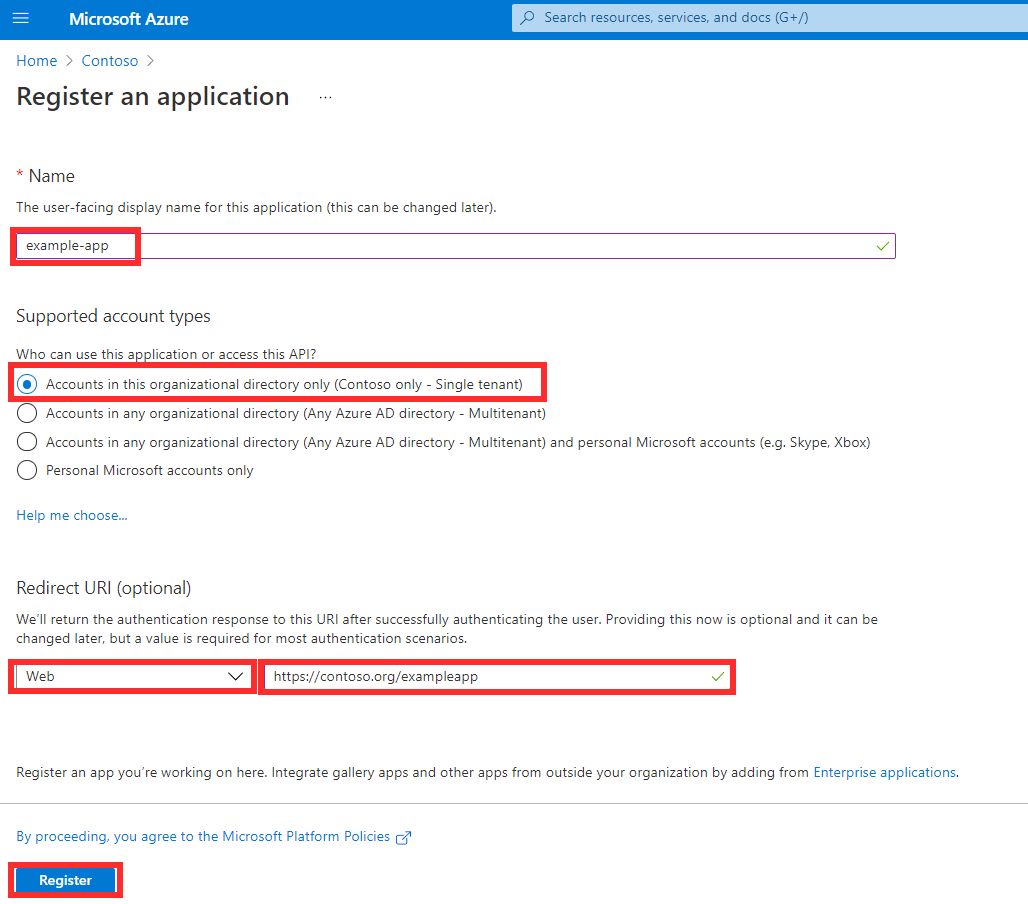 Microsoft Azure
Search resources, services, and docs (G+/)
Home > Contoso >
Register an application ...
* Name
The user-facing display name for this application (this can be changed later).
example-app
Supported account types
Who can use this application or access this API?
Accounts in this organizational directory only (Contoso only - Single tenant)
Accounts in any organizational directory (Any Azure AD directory - Multitenant)
Accounts in any organizational directory (Any Azure AD directory - Multitenant) and personal Microsoft accounts (e.g. Skype, Xbox)
Personal Microsoft accounts only
Help me choose...
Redirect URI (optional)
We’ll return the authentication response to this URI after successfully authenticating the user. Providing this now is optional and it can be
changed later, but a value is required for most authentication scenarios.
Web
https://contoso.org/exampleapp
Register an app you’re working on here. Integrate gallery apps and other apps from outside your organization by adding from Enterprise applications.
By proceeding, you agree to the Microsoft Platform Policies
Register